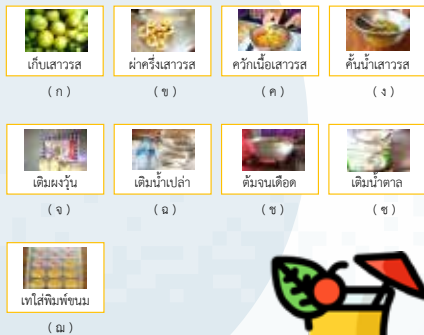 เก็บเสาวรส
ผ่าครึ่งเสาวรส
ควักเนื้อเสาวรส
คั้นน้ำเสาวรส
( ก )
( ข )
( ค )
( ง )
เติมผงวุ้น
เติมน้ำเปล่า
ต้มจนเดือด
เติมน้ำตาล
( จ )
( ฉ )
( ช )
( ซ )
เทใส่พิมพ์ขนม
( ฌ )